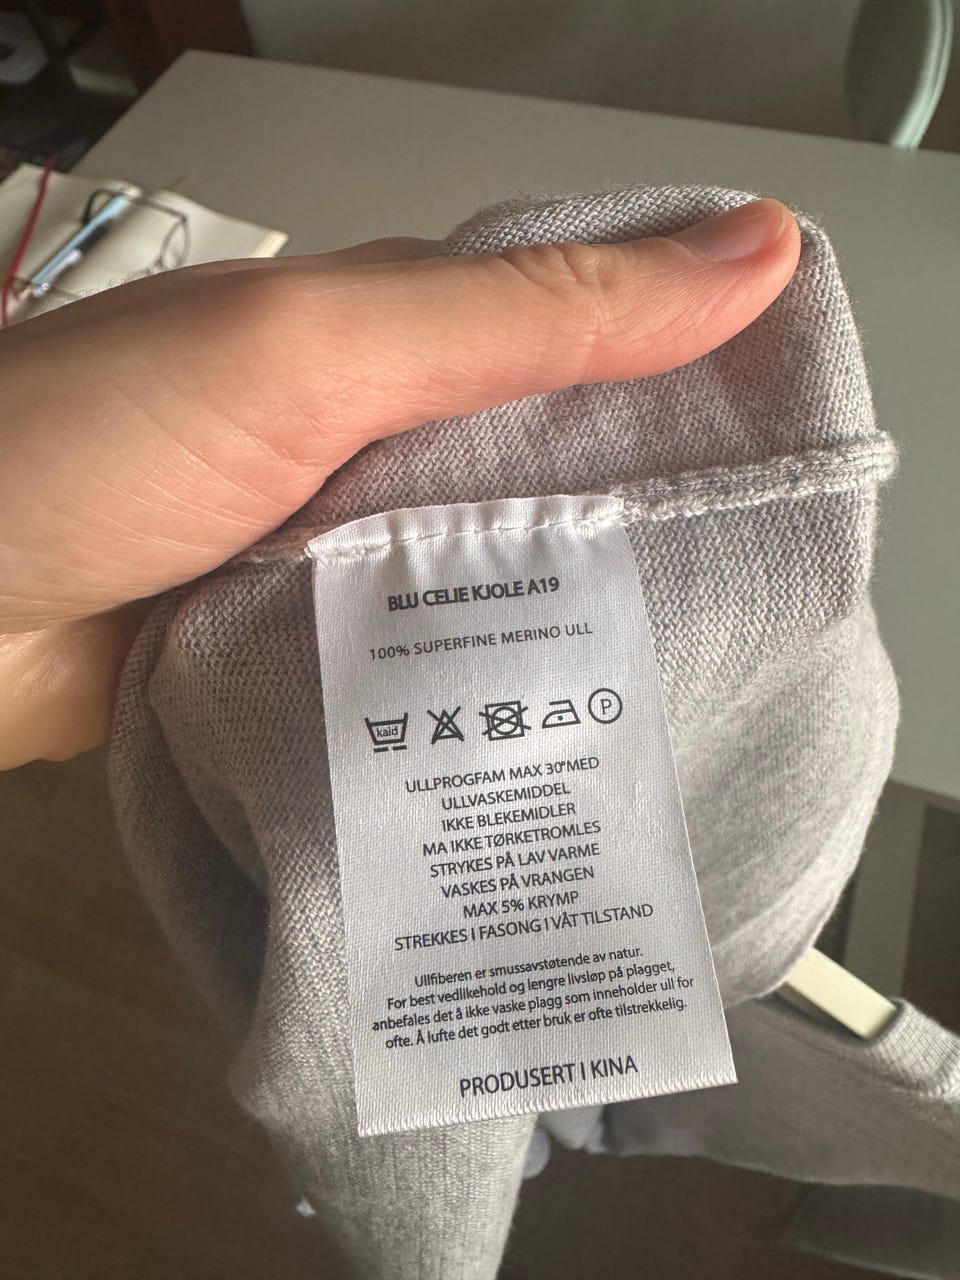 BLU CELIE KJOLE A19
100% SUPERFINE MERINO ULL
kald
P
ULLPROGFAM MAX 30° MED
ULLVASKEMIDDEL
IKKE BLEKEMIDLER
MA IKKE TØRKETROMLES
STRYKES PÅ LAV VARME
VASKES PÅ VRANGEN
MAX 5% KRYMP
STREKKES I FASONG I VÅT TILSTAND
Ullfiberen er smussavstøtende av natur.
For best vedlikehold og lengre livsløp på plagget,
anbefales det å ikke vaske plagg som inneholder ull for
ofte. Å lufte det godt etter bruk er ofte tilstrekkelig.
PRODUSERT I KINA